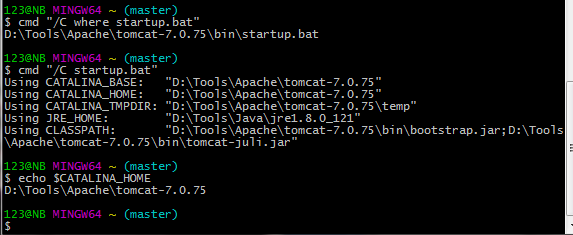 123@NB MINGW64 ~ (master)
$ cmd "/C where startup.bat"
D:\Tools\Apache\tomcat-7.0.75\bin\startup.bat
123@NB MINGW64 ~ (master)
$ cmd "/C startup.bat"
Using CATALINA_BASE:   "D:\Tools\Apache\tomcat-7.0.75"
Using CATALINA_HOME:   "D:\Tools\Apache\tomcat-7.0.75"
Using CATALINA_TMPDIR: "D:\Tools\Apache\tomcat-7.0.75\temp"
Using JRE_HOME:        "D:\Tools\Java\jre1.8.0_121"
Using CLASSPATH:       "D:\Tools\Apache\tomcat-7.0.75\bin\bootstrap.jar;D:\Tools
\Apache\tomcat-7.0.75\bin\tomcat-juli.jar"
123@NB MINGW64 ~ (master)
$ echo $CATALINA_HOME
D:\Tools\Apache\tomcat-7.0.75
123@NB MINGW64 ~ (master)
$